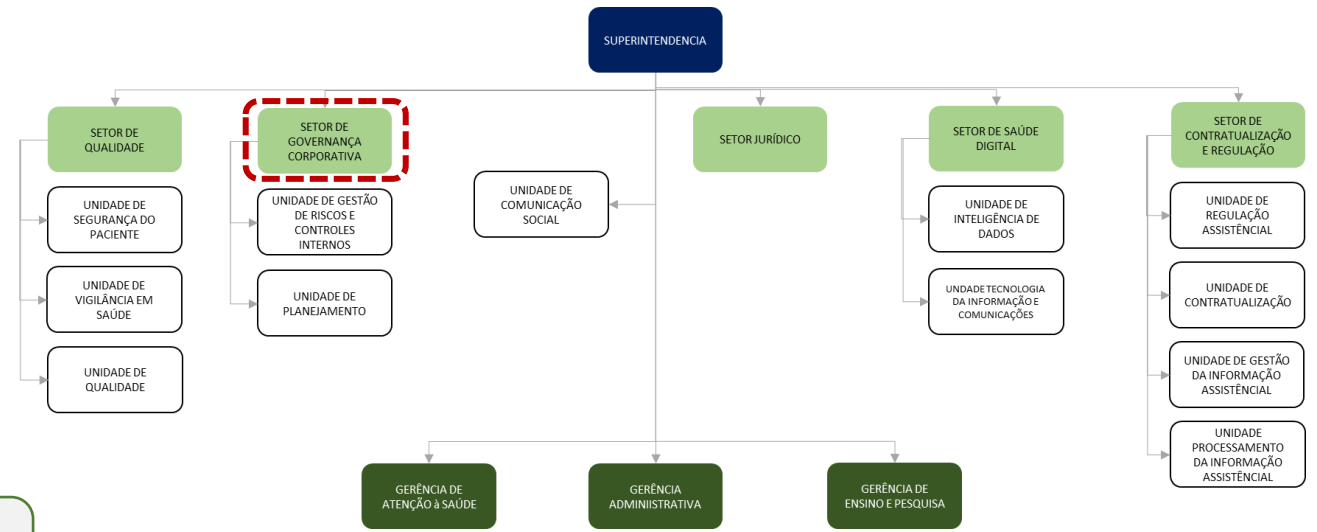 SUPERINTENDENCIA
SETOR DE
QUALIDADE
UNIDADE DE
SEGURANÇA DO
PACIENTE
UNIDADE DE
VIGILÂNCIA EM
SAÚDE
UNIDADE DE
QUALIDADE
SETOR DE
GOVERNANÇA
CORPORATIVA
UNIDADE DE GESTÃO
DE RISCOS E
CONTROLES
INTERNOS
UNIDADE DE
PLANEJAMENTO
UNIDADE DE
COMUNICAÇÃO
SOCIAL
SETOR JURÍDICO
SETOR DE SAÚDE
DIGITAL
UNIDADE DE
INTELIGÊNCIA DE
DADOS
UNDADE TECNOLOGIA
DA INFORMAÇÃO E
COMUNICAÇÕES
SETOR DE
CONTRATUALIZAÇÃO
E REGULAÇÃO
UNIDADE DE
REGULAÇÃO
ASSISTÊNCIAL
UNIDADE DE
CONTRATUALIZAÇÃO
UNIDADE DE GESTÃO
DA INFORMAÇÃO
ASSISTÊNCIAL
UNIDADE
PROCESSAMENTO
DA INFORMAÇÃO
ASSISTÊNCIAL
GERÊNCIA DE
ATENÇÃO à SAÚDE
GERÊNCIA
ADMINIISTRATIVA
GERÊNCIA DE
ENSINO E PESQUISA